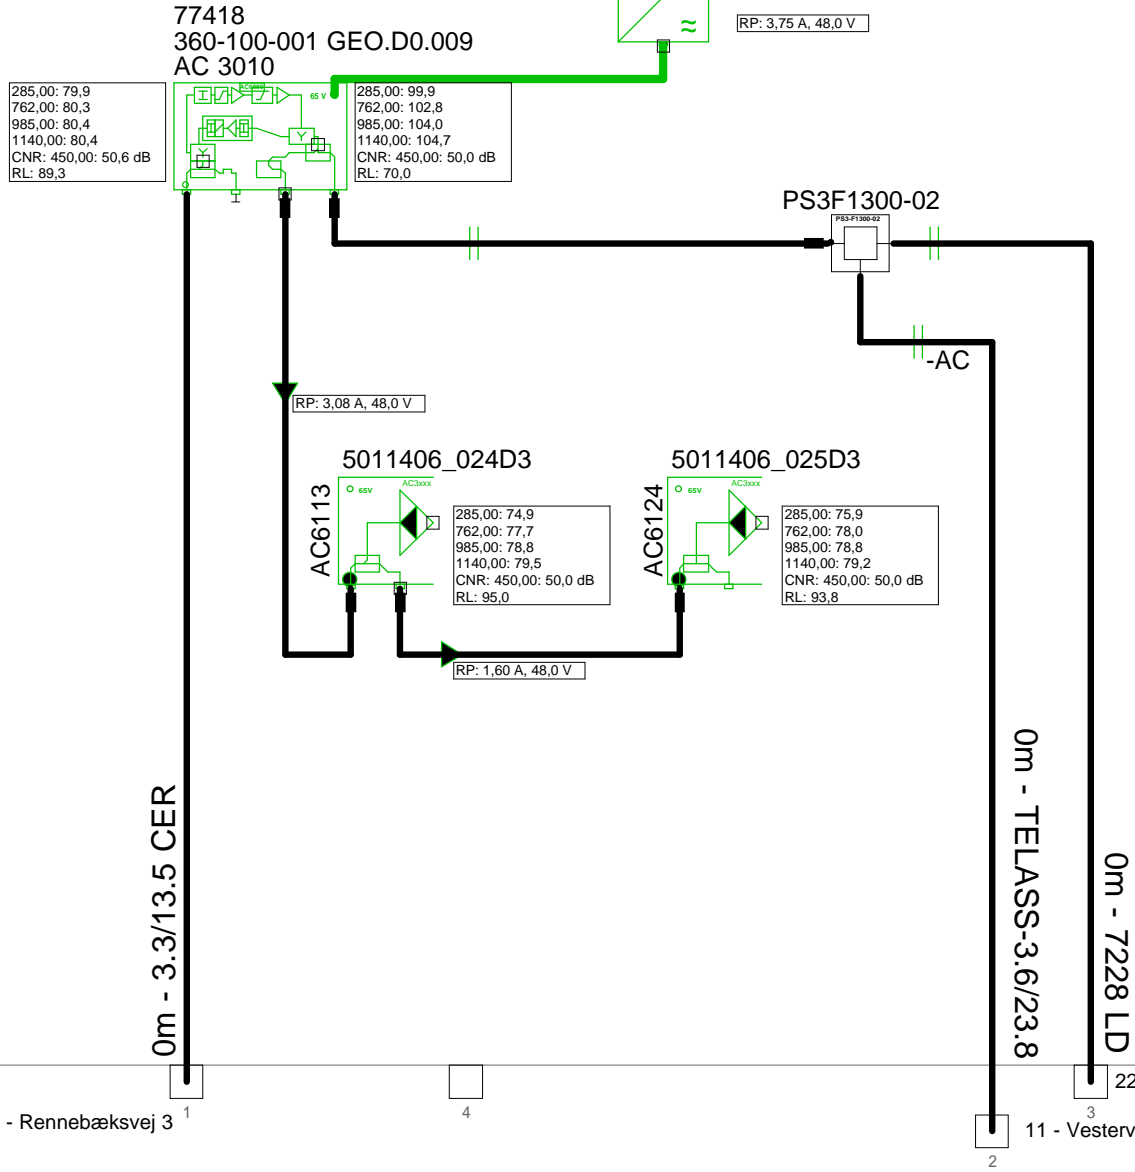 77418
360-100-001 GEO.D0.009
AC 3010
RP: 3,75 A, 48,0 V
≈
285,00: 79,9
762,00: 80,3
985,00: 80,4
1140,00: 80,4
CNR: 450,00: 50,6 dB
RL: 89,3
65 V
285,00: 99,9
762,00: 102,8
985,00: 104,0
1140,00: 104,7
CNR: 450,00: 50,0 dB
RL: 70,0
PS3F1300-02
PS3-F1300-02
-AC
RP: 3,08 A, 48,0 V
5011406_024D3
AC6113
65V
AC3xxx
285,00: 74,9
762,00: 77,7
985,00: 78,8
1140,00: 79,5
CNR: 450,00: 50,0 dB
RL: 95,0
5011406_025D3
AC6124
65V
AC3xxx
285,00: 75,9
762,00: 78,0
985,00: 78,8
1140,00: 79,2
CNR: 450,00: 50,0 dB
RL: 93,8
RP: 1,60 A, 48,0 V
0m - 3.3/13.5 CER
0m - TELASS-3.6/23.8
0m - 7228 LD
22
- Rennebæksvej 3
1
4
3
11 - Vesterv
2